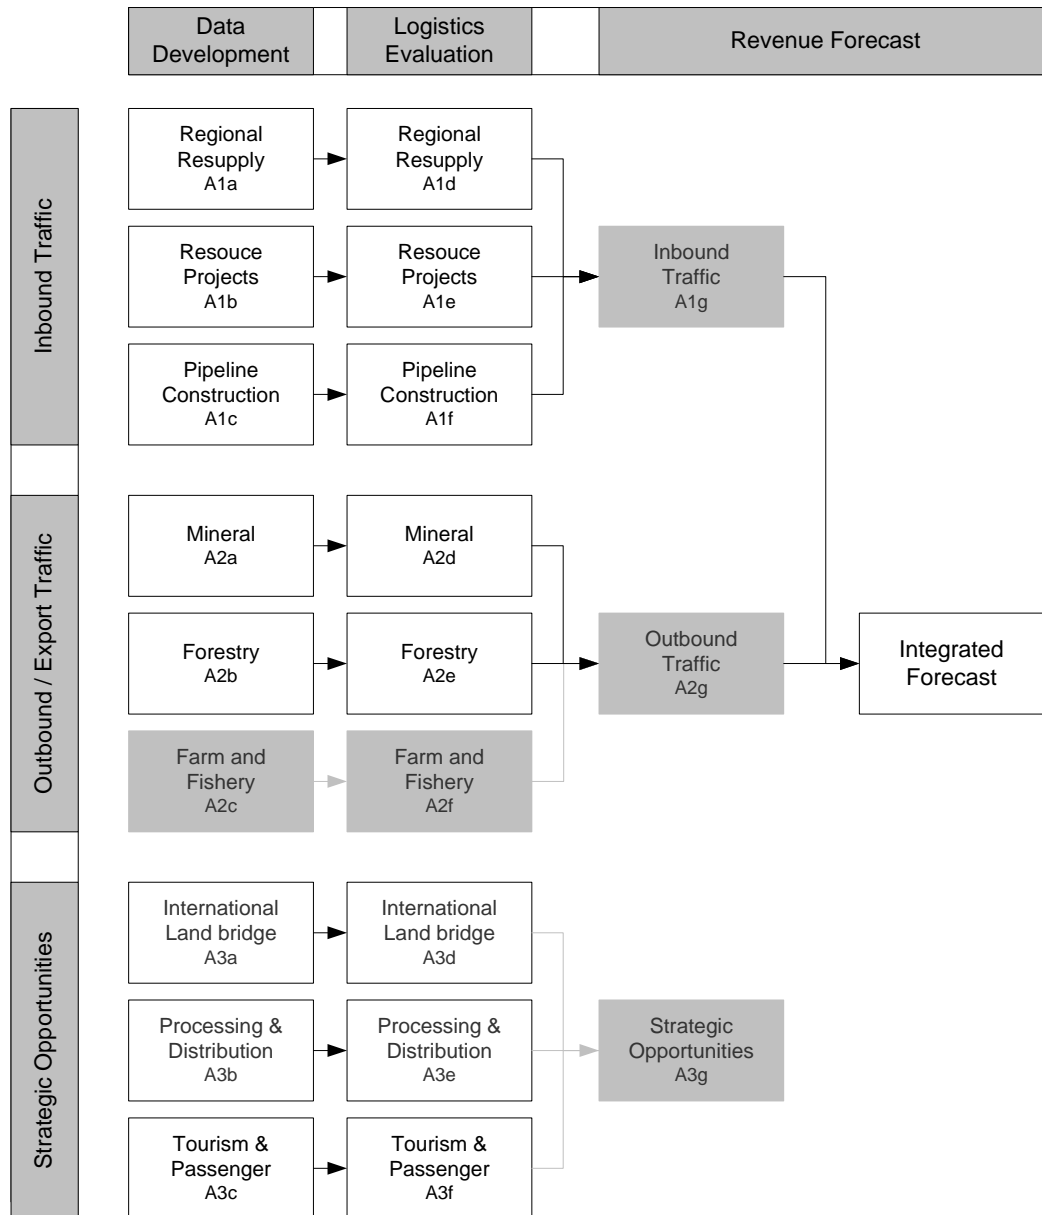 Data
Development
Logistics
Evaluation
Revenue Forecast
Inbound Traffic
Regional
Resupply
A1a
Regional
Resupply
A1d
Resouce
Projects
A1b
Resouce
Projects
A1e
Inbound
Traffic
A1g
Pipeline
Construction
A1c
Pipeline
Construction
A1f
Outbound / Export Traffic
Mineral
A2a
Mineral
A2d
Forestry
A2b
Forestry
A2e
Outbound
Traffic
A2g
Integrated
Forecast
Farm and
Fishery
A2c
Farm and
Fishery
A2f
Strategic Opportunities
International
Land bridge
A3a
International
Land bridge
A3d
Processing &
Distribution
A3b
Processing &
Distribution
A3e
Strategic
Opportunities
A3g
Tourism &
Passenger
A3c
Tourism &
Passenger
A3f